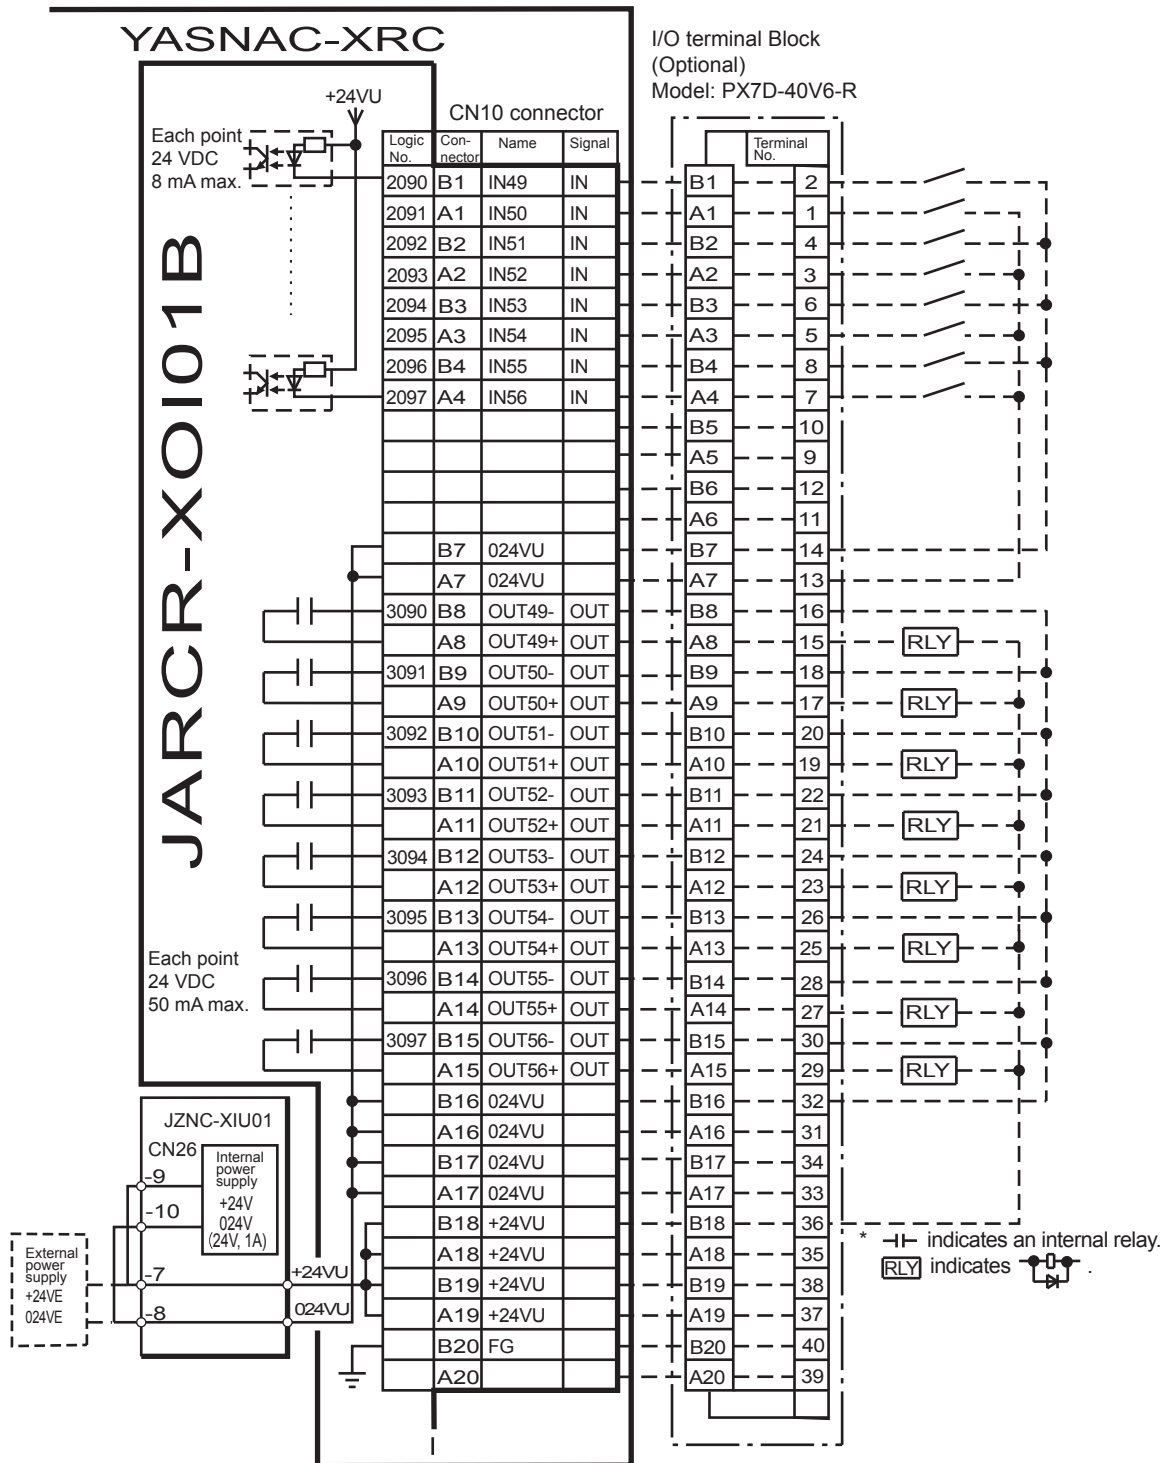 YASNAC-XRC
I/O terminal Block
(Optional)
Model: PX7D-40V6-R
+24VU
CN10 connector
Each point
24 VDC
8 mA max.
JARCR-XOI01B
Logic No. Con-nector Name Signal
Terminal No.
2090 B1 IN49 IN B1 2
2091 A1 IN50 IN A1 1
2092 B2 IN51 IN B2 4
2093 A2 IN52 IN A2 3
2094 B3 IN53 IN B3 6
2095 A3 IN54 IN A3 5
2096 B4 IN55 IN B4 8
2097 A4 IN56 IN A4 7
B5 10
A5 9
B6 12
A6 11
B7 024VU B7 14
A7 024VU A7 13
3090 B8 OUT49- OUT B8 16
A8 OUT49+ OUT A8 15 RLY
3091 B9 OUT50- OUT B9 18
A9 OUT50+ OUT A9 17 RLY
3092 B10 OUT51- OUT B10 20
A10 OUT51+ OUT A10 19 RLY
3093 B11 OUT52- OUT B11 22
A11 OUT52+ OUT A11 21 RLY
3094 B12 OUT53- OUT B12 24
A12 OUT53+ OUT A12 23 RLY
3095 B13 OUT54- OUT B13 26
A13 OUT54+ OUT A13 25 RLY
3096 B14 OUT55- OUT B14 28
A14 OUT55+ OUT A14 27 RLY
3097 B15 OUT56- OUT B15 30
A15 OUT56+ OUT A15 29 RLY
B16 024VU B16 32
A16 024VU A16 31
B17 024VU B17 34
A17 024VU A17 33
B18 +24VU B18 36
A18 +24VU A18 35
B19 +24VU B19 38
A19 +24VU A19 37
B20 FG B20 40
A20 A20 39
Each point
24 VDC
50 mA max.
JZNC-XIU01
CN26
Internal
power
supply
+24V
024V
(24V, 1A)
-9
-10
-7
-8
+24VU
024VU
External
power
supply
+24VE
024VE
* indicates an internal relay.
RLY indicates .